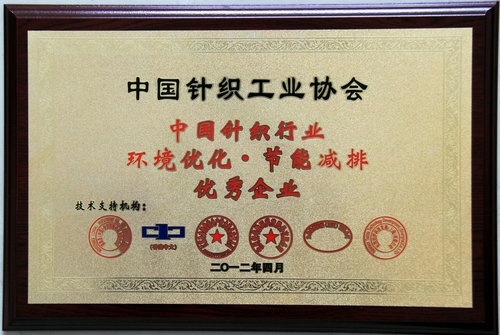 中国针织工业协会
中国针织行业
环境优化·节能减排
优秀企业
技术支持机构：
二〇一二年四月